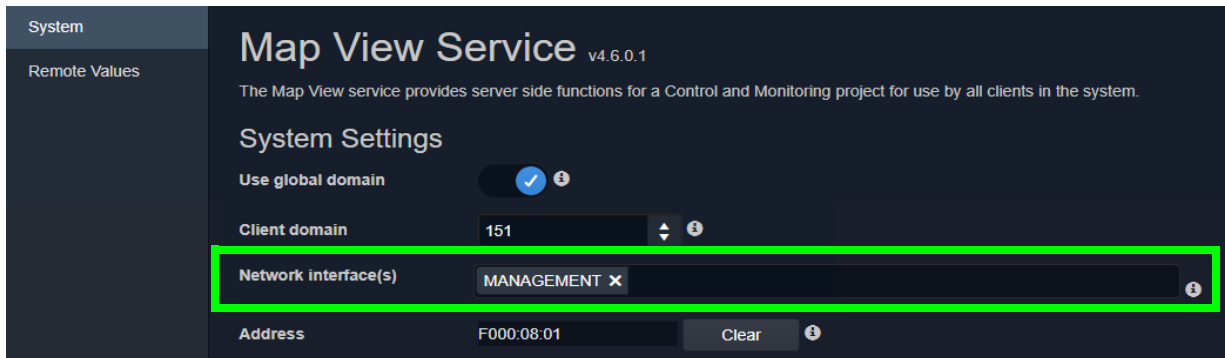 System
Remote Values
Map View Service v4.6.0.1
The Map View service provides server side functions for a Control and Monitoring project for use by all clients in the system.
System Settings
Use global domain
Client domain 151
Network interface(s) MANAGEMENT ×
Address F000:08:01 Clear